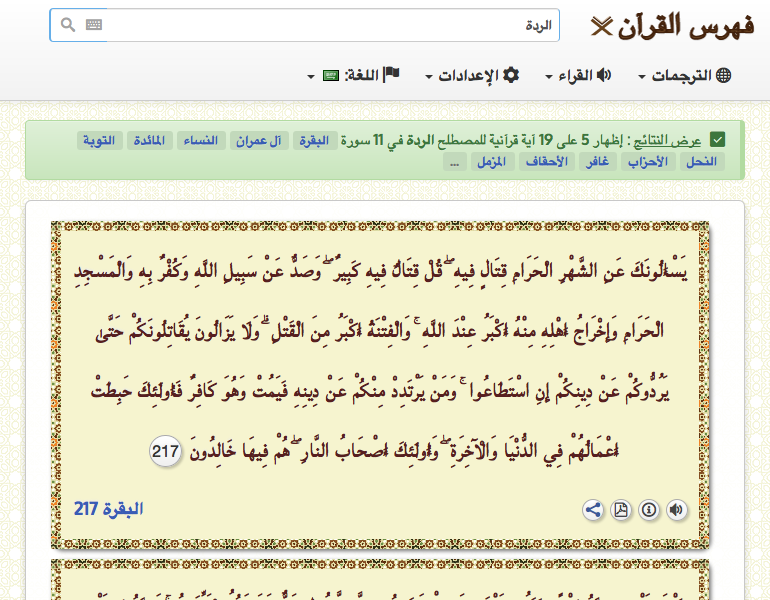 فهرس القرآن
الردة
الترجمات
القراء
الإعدادات
اللغة:
عرض النتائج : إظهار 5 على 19 آية قرآنية للمصطلح الردة في 11 سورة البقرة آل عمران النساء المائدة التوبة
النحل الأحزاب غافر الأحقاف المزمل ...
يَسْأَلُونَكَ عَنِ الشَّهْرِ الْحَرَامِ قِتَالٍ فِيهِ ۖ قُلْ قِتَالٌ فِيهِ كَبِيرٌ ۖ وَصَدٌّ عَنْ سَبِيلِ اللَّهِ وَكُفْرٌ بِهِ وَالْمَسْجِدِ
الْحَرَامِ وَإِخْرَاجُ أَهْلِهِ مِنْهُ أَكْبَرُ عِنْدَ اللَّهِ ۚ وَالْفِتْنَةُ أَكْبَرُ مِنَ الْقَتْلِ ۗ وَلَا يَزَالُونَ يُقَاتِلُونَكُمْ حَتَّىٰ
يَرُدُّوكُمْ عَنْ دِينِكُمْ إِنِ اسْتَطَاعُوا ۚ وَمَنْ يَرْتَدِدْ مِنْكُمْ عَنْ دِينِهِ فَيَمُتْ وَهُوَ كَافِرٌ فَأُولَٰئِكَ حَبِطَتْ
أَعْمَالُهُمْ فِي الدُّنْيَا وَالْآخِرَةِ ۖ وَأُولَٰئِكَ أَصْحَابُ النَّارِ ۖ هُمْ فِيهَا خَالِدُونَ 217
البقرة 217